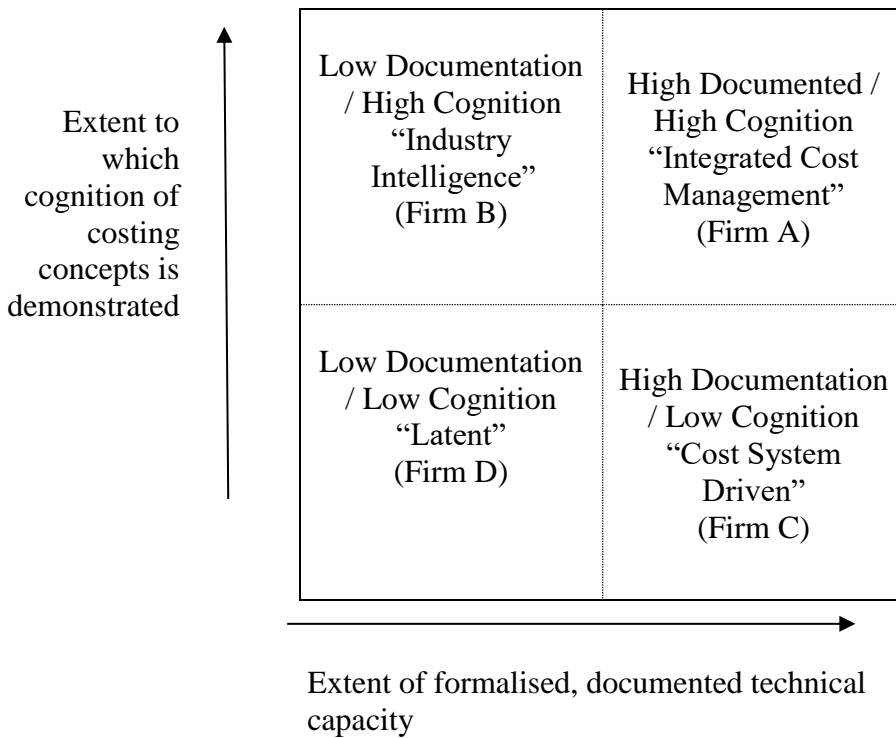 Extent to
which
cognition of
costing
concepts is
demonstrated
Low Documentation
/ High Cognition
“Industry
Intelligence”
(Firm B)
High Documented /
High Cognition
“Integrated Cost
Management”
(Firm A)
Low Documentation
/ Low Cognition
“Latent”
(Firm D)
High Documentation
/ Low Cognition
“Cost System
Driven”
(Firm C)
Extent of formalised, documented technical
capacity